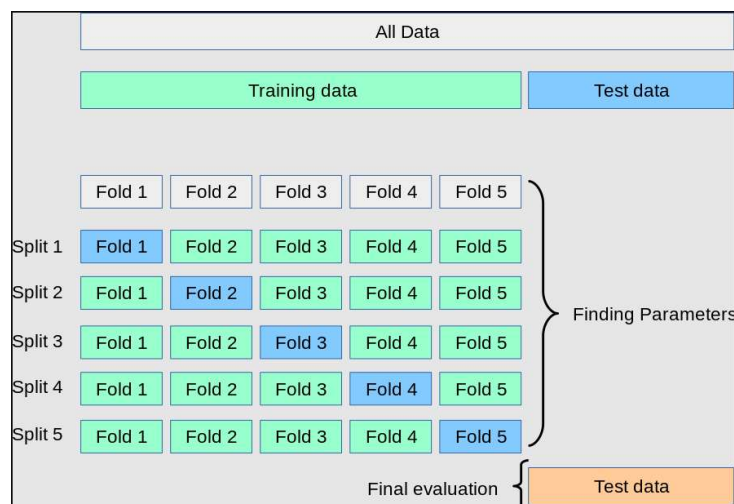 All Data
Training data Test data
Fold 1 Fold 2 Fold 3 Fold 4 Fold 5
Split 1 Fold 1 Fold 2 Fold 3 Fold 4 Fold 5
Split 2 Fold 1 Fold 2 Fold 3 Fold 4 Fold 5
Finding Parameters
Split 3 Fold 1 Fold 2 Fold 3 Fold 4 Fold 5
Split 4 Fold 1 Fold 2 Fold 3 Fold 4 Fold 5
Split 5 Fold 1 Fold 2 Fold 3 Fold 4 Fold 5
Final evaluation Test data